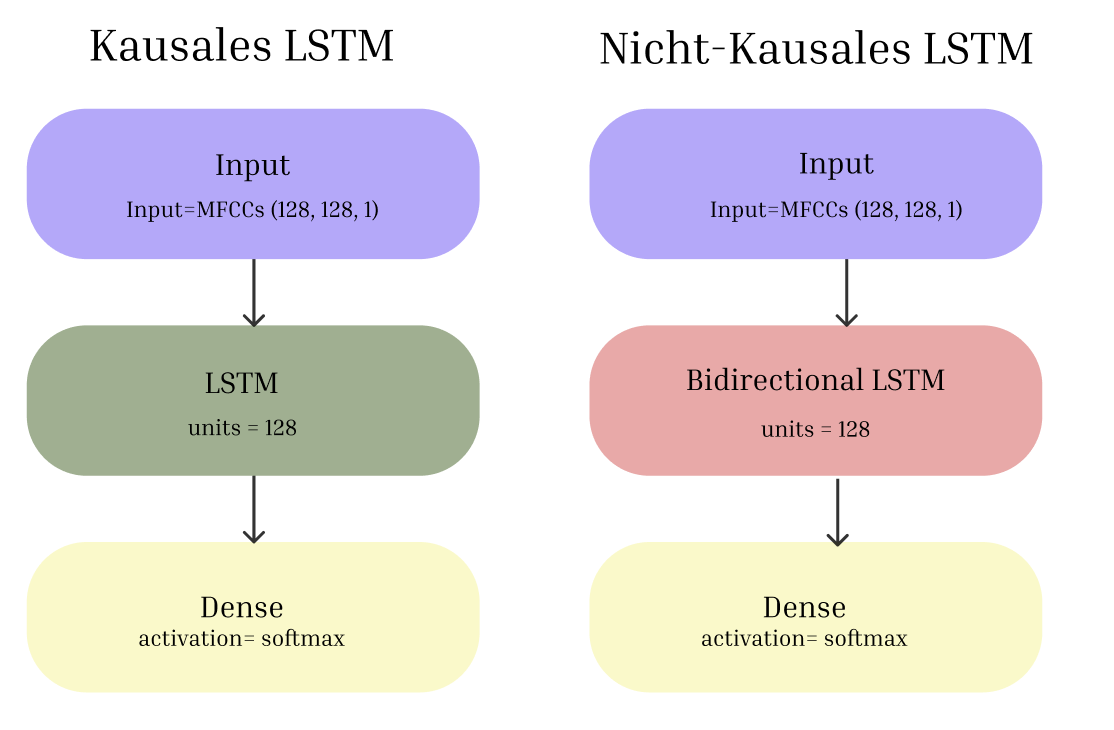 Kausales LSTM
Input
Input=MFCCs (128, 128, 1)
LSTM
units = 128
Dense
activation= softmax
Nicht-Kausales LSTM
Input
Input=MFCCs (128, 128, 1)
Bidirectional LSTM
units = 128
Dense
activation= softmax